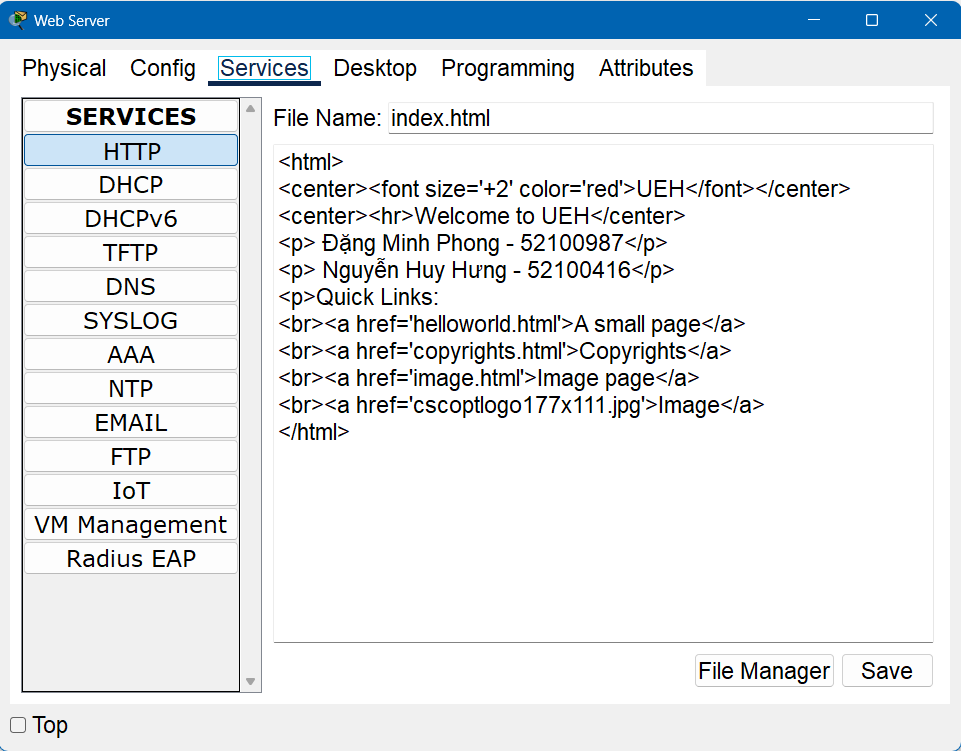 Web Server
Physical Config Services Desktop Programming Attributes
SERVICES
HTTP
DHCP
DHCPv6
TFTP
DNS
SYSLOG
AAA
NTP
EMAIL
FTP
IoT
VM Management
Radius EAP
File Name: index.html
<html>
<center><font size='+2' color='red'>UEH</font></center>
<center><hr>Welcome to UEH</center>
<p> Đặng Minh Phong - 52100987</p>
<p> Nguyễn Huy Hưng - 52100416</p>
<p>Quick Links:
<br><a href='helloworld.html'>A small page</a>
<br><a href='copyrights.html'>Copyrights</a>
<br><a href='image.html'>Image page</a>
<br><a href='cscoptlogo177x111.jpg'>Image</a>
</html>
File Manager Save
Top